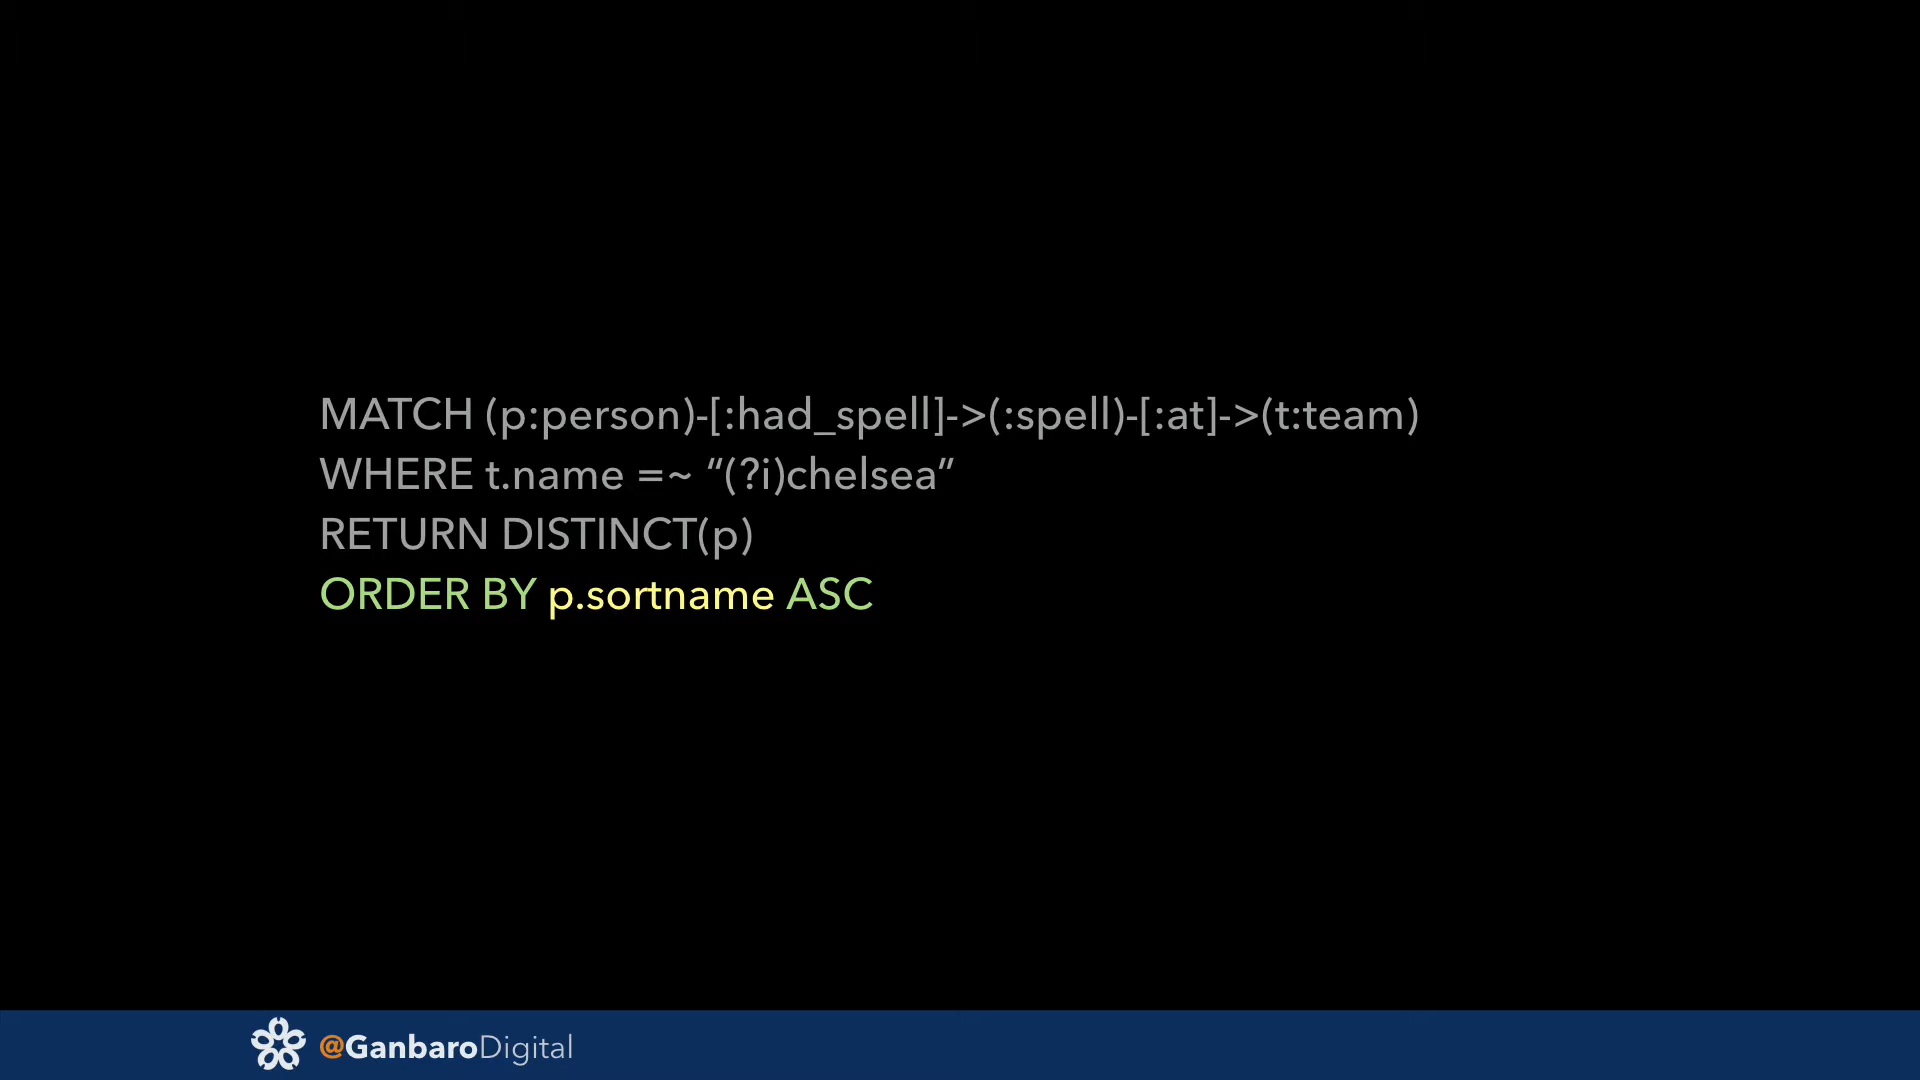 MATCH (p:person)-[:had_spell]->(:spell)-[:at]->(t:team)
WHERE t.name =~ “(?i)chelsea”
RETURN DISTINCT(p)
ORDER BY p.sortname ASC
@GanbaroDigital